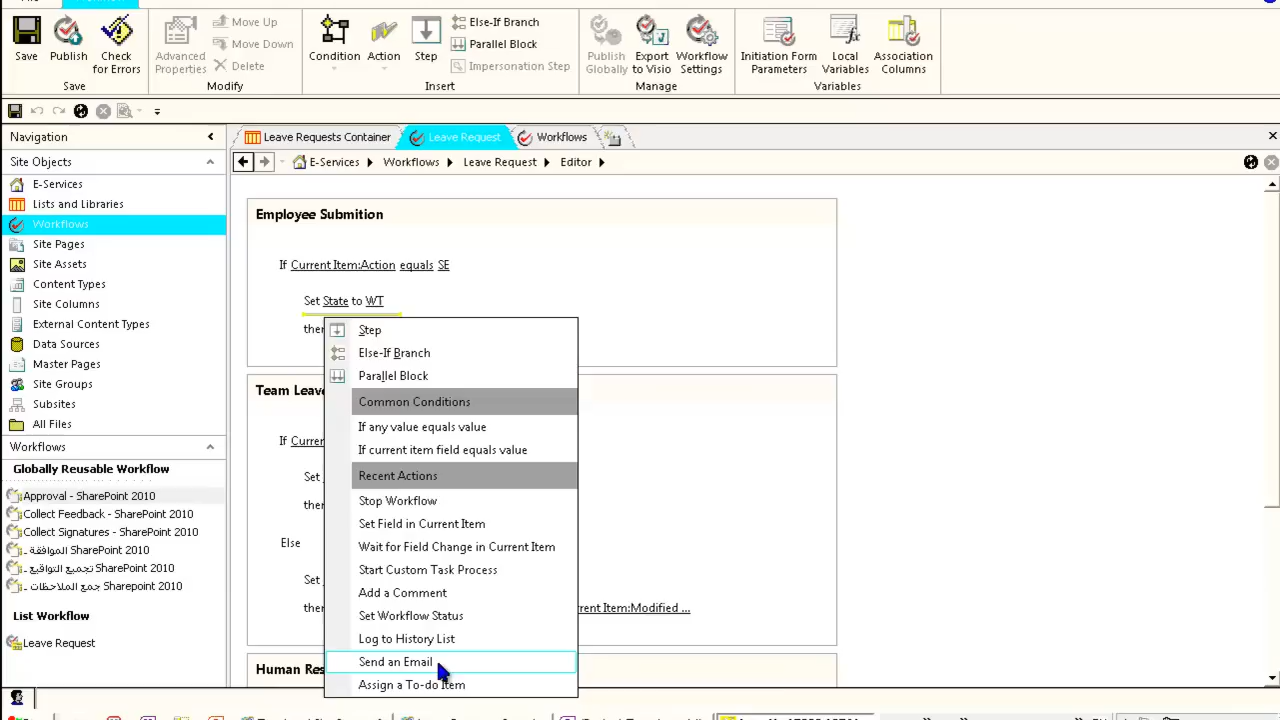 Move Up
Else-If Branch
Move Down
Parallel Block
Save
Publish
Check
for Errors
Advanced
Properties
Delete
Condition
Action
Step
Impersonation Step
Publish
Globally
Export
to Visio
Workflow
Settings
Initiation Form
Parameters
Local
Variables
Association
Columns
Save
Modify
Insert
Manage
Variables
Navigation
Leave Requests Container
Leave Request
Workflows
Site Objects
E-Services
Workflows
Leave Request
Editor
E-Services
Lists and Libraries
Workflows
Site Pages
Site Assets
Content Types
Site Columns
External Content Types
Data Sources
Master Pages
Site Groups
Subsites
All Files
Workflows
Globally Reusable Workflow
Approval - SharePoint 2010
Collect Feedback - SharePoint 2010
Collect Signatures - SharePoint 2010
الموافقة ـ SharePoint 2010
تجميع التواقيع ـ SharePoint 2010
جمع الملاحظات ـ Sharepoint 2010
List Workflow
Leave Request
Employee Submition
If Current Item:Action equals SE
Set State to WT
Step
Else-If Branch
Parallel Block
Common Conditions
If any value equals value
If current item field equals value
Recent Actions
Stop Workflow
Set Field in Current Item
Wait for Field Change in Current Item
Start Custom Task Process
Add a Comment
Set Workflow Status
Log to History List
Send an Email
Assign a To-do Item
Team Leave
If
Set
Else
Set
Item:Modified ...
Human